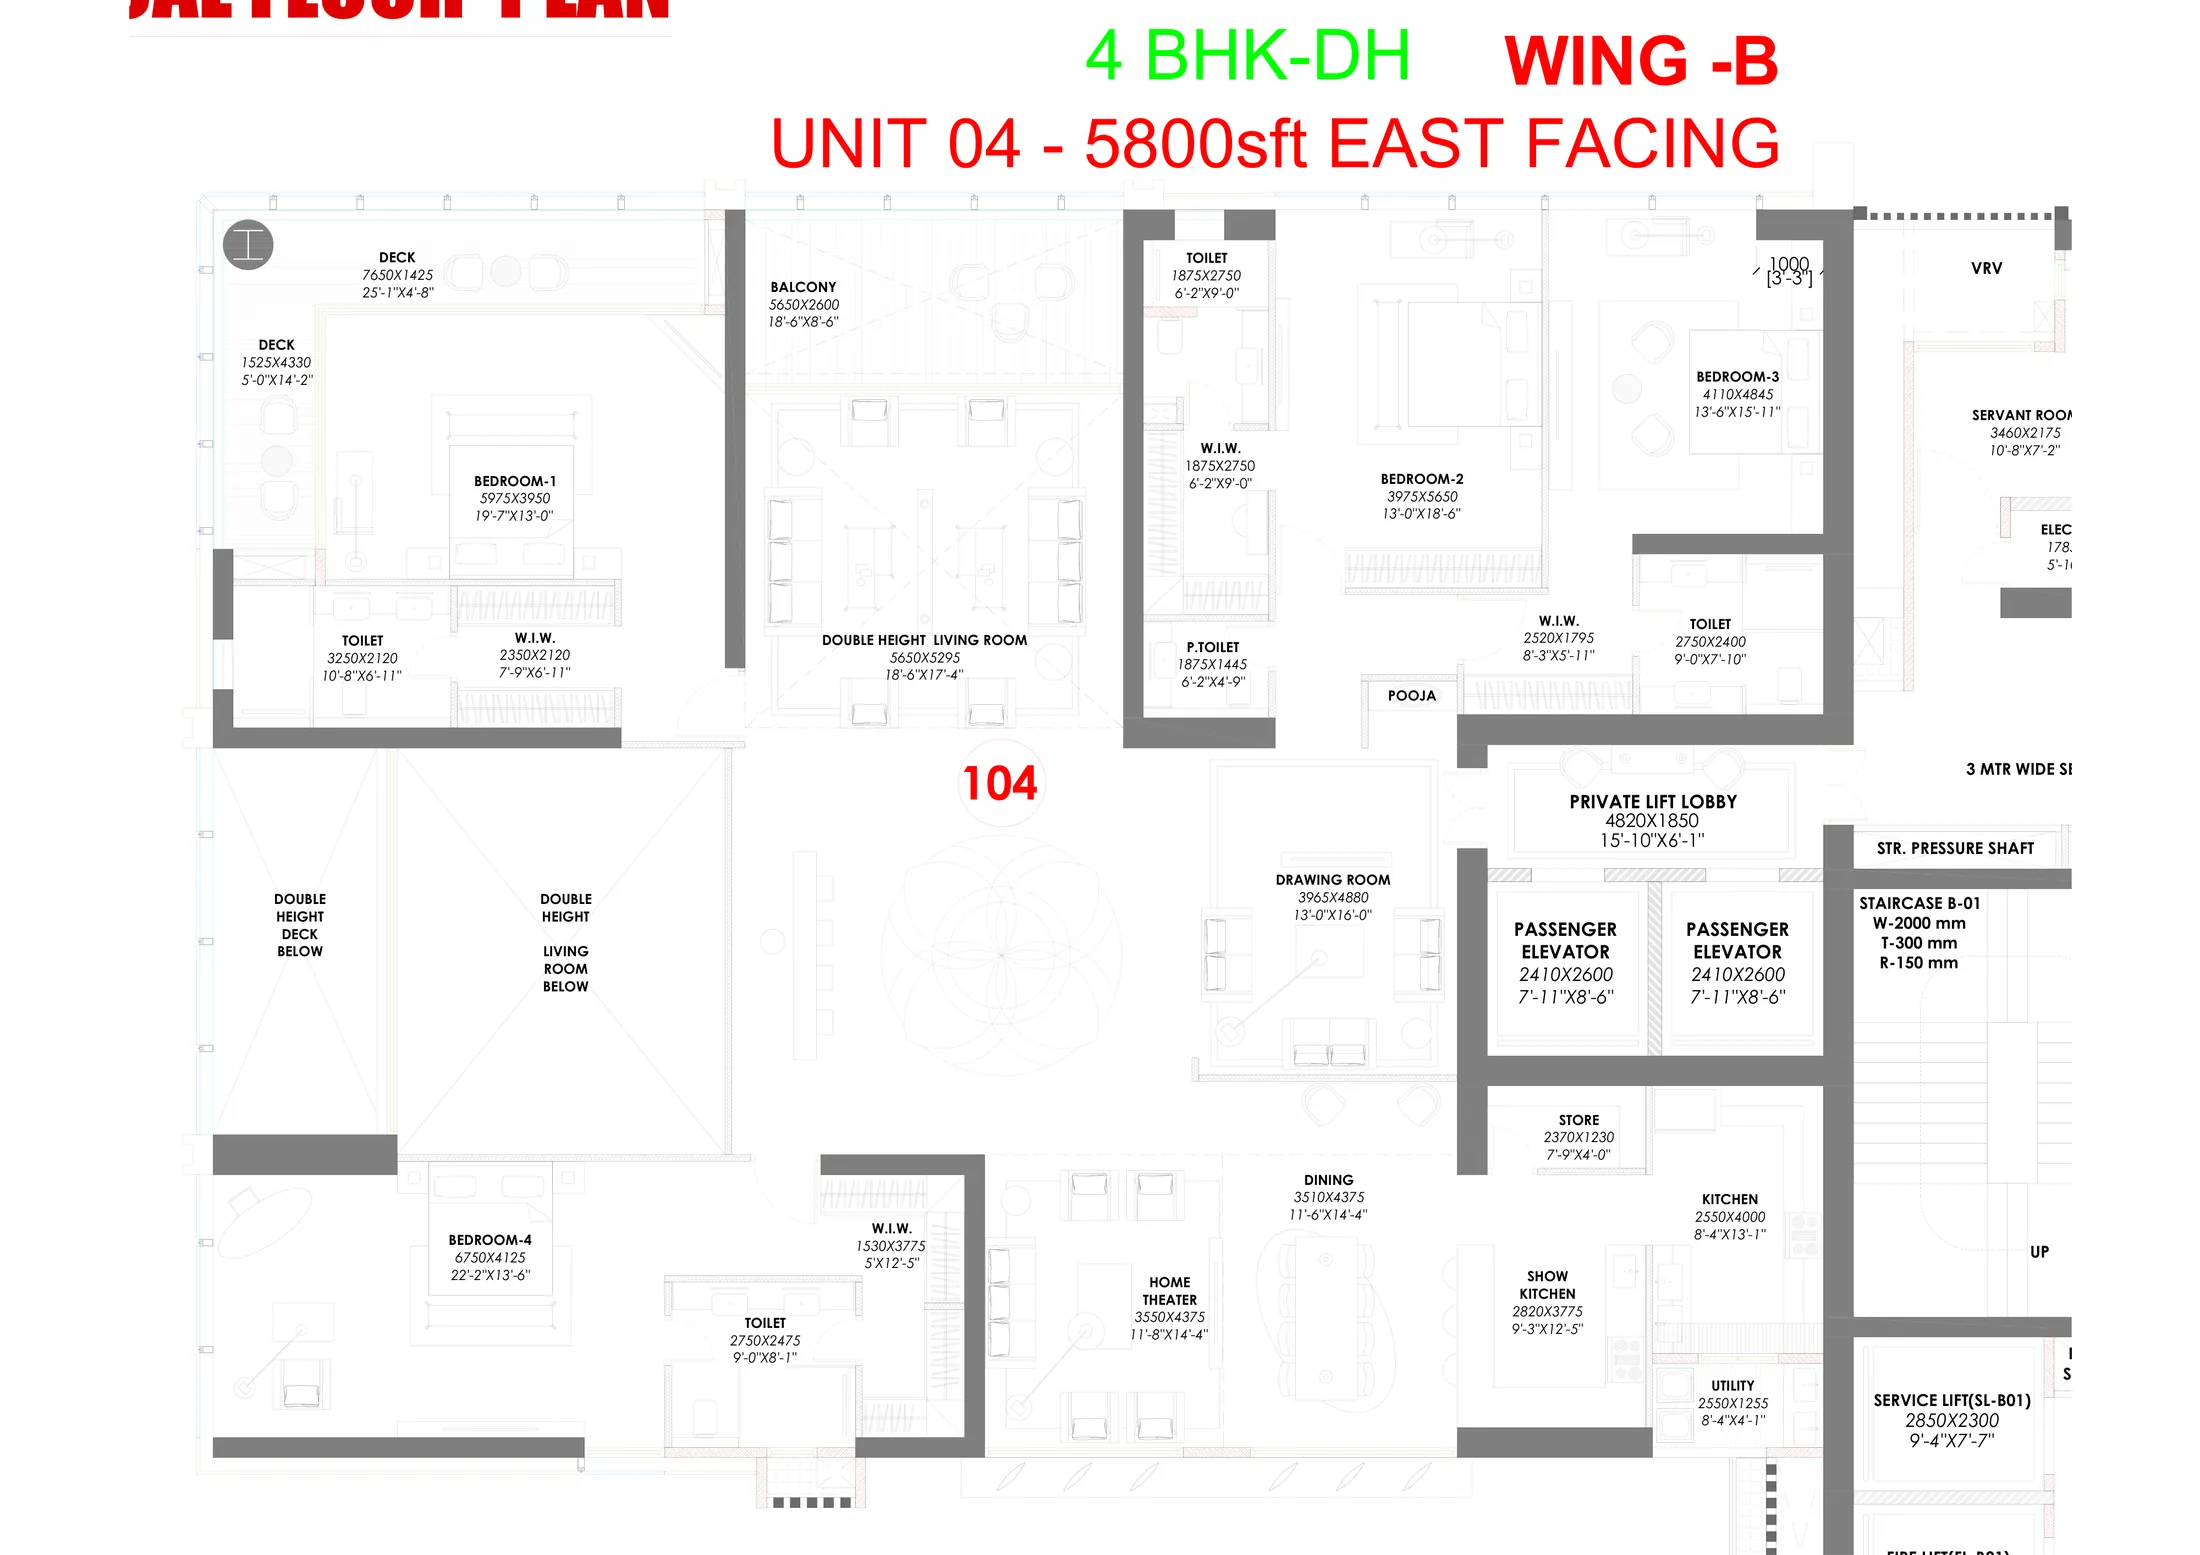 4 BHK-DH
WING -B
UNIT 04 - 5800sft EAST FACING
DECK
7650X1425
25'-1"X4'-8"
DECK
1525X4330
5'-0"X14'-2"
BALCONY
5650X2600
18'-6"X8'-6"
TOILET
1875X2750
6'-2"X9'-0"
1000
[3'-3"]
VRV
BEDROOM-3
4110X4845
13'-6"X15'-11"
SERVANT ROOM
3460X2175
10'-8"X7'-2"
BEDROOM-1
5975X3950
19'-7"X13'-0"
W.I.W.
1875X2750
6'-2"X9'-0"
BEDROOM-2
3975X5650
13'-0"X18'-6"
ELEC
178
5'-1
TOILET
3250X2120
10'-8"X6'-11"
W.I.W.
2350X2120
7'-9"X6'-11"
DOUBLE HEIGHT LIVING ROOM
5650X5295
18'-6"X17'-4"
P.TOILET
1875X1445
6'-2"X4'-9"
W.I.W.
2520X1795
8'-3"X5'-11"
TOILET
2750X2400
9'-0"X7'-10"
POOJA
104
PRIVATE LIFT LOBBY
4820X1850
15'-10"X6'-1"
3 MTR WIDE SE
STR. PRESSURE SHAFT
DOUBLE
HEIGHT
DECK
BELOW
DOUBLE
HEIGHT
LIVING
ROOM
BELOW
DRAWING ROOM
3965X4880
13'-0"X16'-0"
PASSENGER
ELEVATOR
2410X2600
7'-11"X8'-6"
PASSENGER
ELEVATOR
2410X2600
7'-11"X8'-6"
STAIRCASE B-01
W-2000 mm
T-300 mm
R-150 mm
STORE
2370X1230
7'-9"X4'-0"
DINING
3510X4375
11'-6"X14'-4"
KITCHEN
2550X4000
8'-4"X13'-1"
UP
BEDROOM-4
6750X4125
22'-2"X13'-6"
W.I.W.
1530X3775
5'X12'-5"
HOME
THEATER
3550X4375
11'-8"X14'-4"
SHOW
KITCHEN
2820X3775
9'-3"X12'-5"
TOILET
2750X2475
9'-0"X8'-1"
UTILITY
2550X1255
8'-4"X4'-1"
SERVICE LIFT(SL-B01)
2850X2300
9'-4"X7'-7"